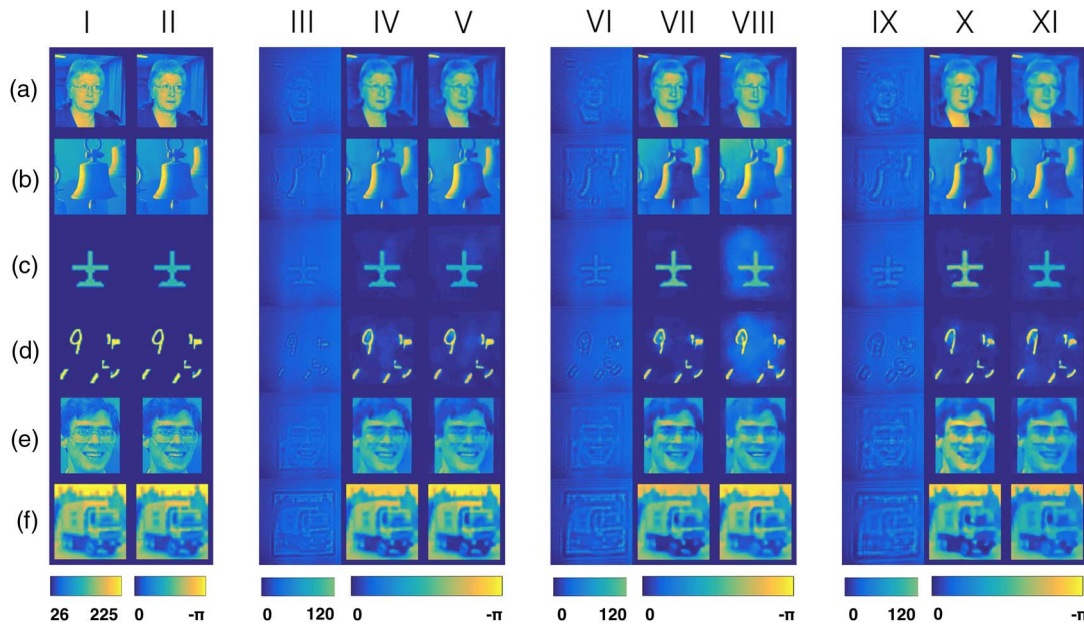 I II III IV V VI VII VIII IX X XI
(a)
(b)
(c)
(d)
(e)
(f)
26 225 0 -π 0 120 0 -π 0 120 0 -π 0 120 0 -π